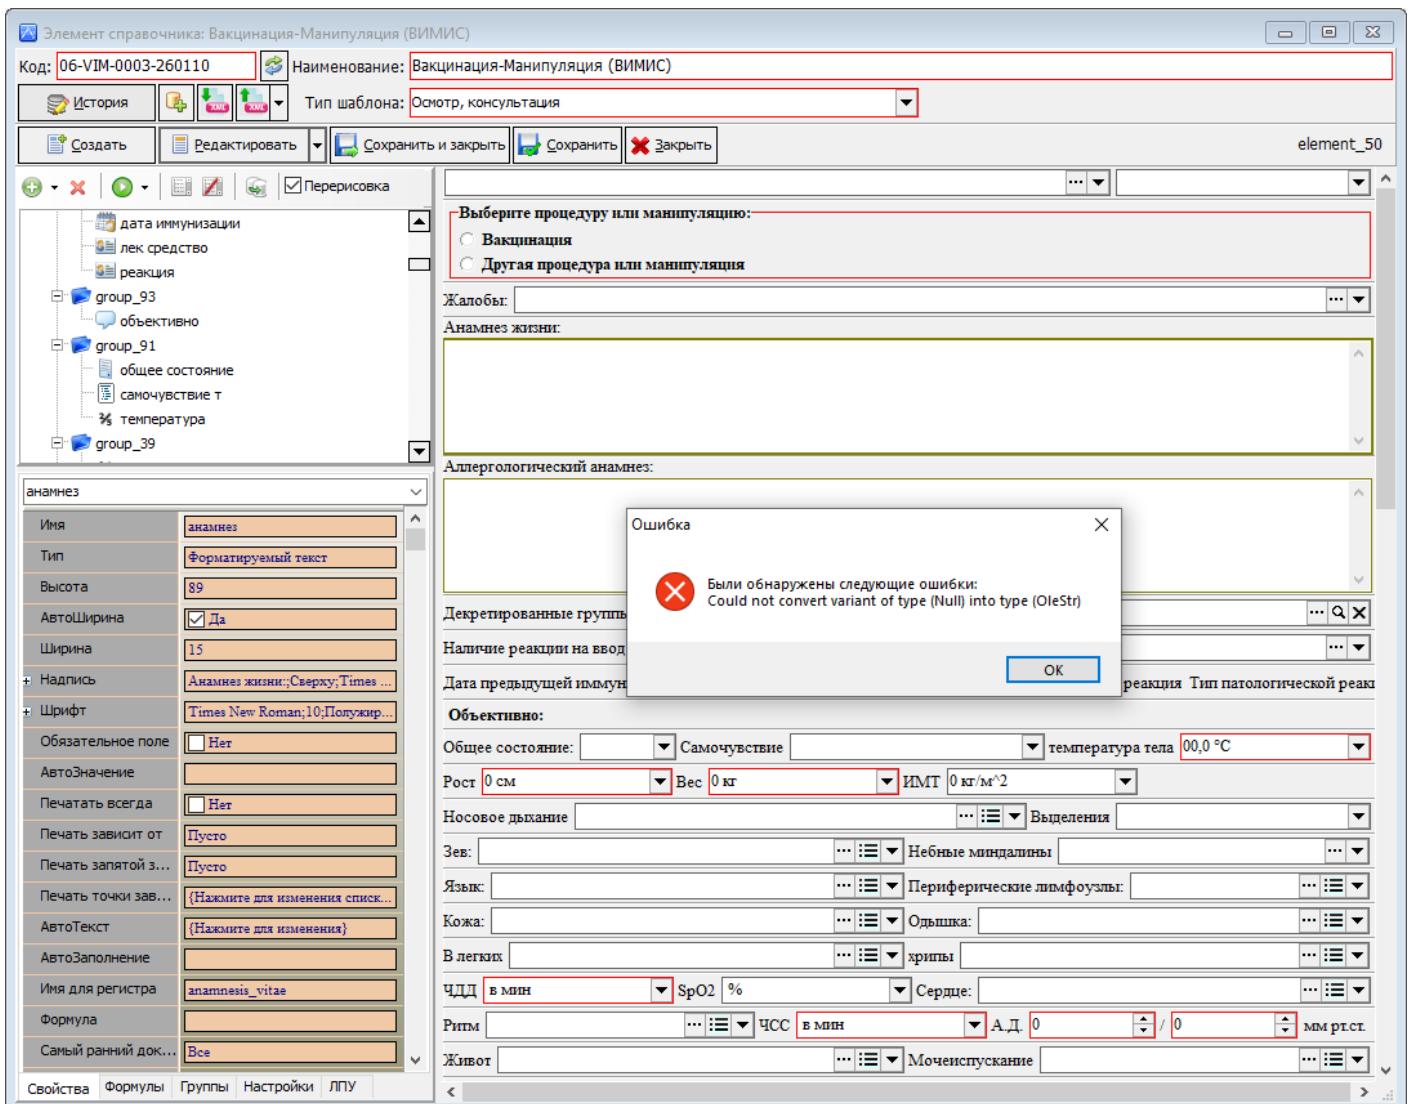 Элемент справочника: Вакцинация-Манипуляция (ВИМИС)
Код: 06-VIM-0003-260110 Наименование: Вакцинация-Манипуляция (ВИМИС)
История XML XML Тип шаблона: Осмотр, консультация
Создать Редактировать Сохранить и закрыть Сохранить Закрыть element_50
Перерисовка
дата иммунизации
лек средство
реакция
group_93
объективно
group_91
общее состояние
самочувствие т
температура
group_39
анамнез
Имя анамнез
Тип Форматируемый текст
Высота 89
АвтоШирина Да
Ширина 15
Надпись Анамнез жизни:;Сверху;Times ...
Шрифт Times New Roman;10;Полужир...
Обязательное поле Нет
АвтоЗначение
Печатать всегда Нет
Печать зависит от Пусто
Печать запятой з... Пусто
Печать точки зав... {Нажмите для изменения списк...
АвтоТекст {Нажмите для изменения}
АвтоЗаполнение
Имя для регистра anamnesis_vitae
Формула
Самый ранний док... Все
Свойства Формулы Группы Настройки ЛПУ
Выберите процедуру или манипуляцию:
Вакцинация
Другая процедура или манипуляция
Жалобы:
Анамнез жизни:
Аллергологический анамнез:
Ошибка
Были обнаружены следующие ошибки:
Could not convert variant of type (Null) into type (OleStr)
OK
Декретированные группы
Наличие реакции на ввод
Дата предыдущей иммун реакция Тип патологической реакц
Объективно:
Общее состояние: Самочувствие температура тела 00,0 °C
Рост 0 см Вес 0 кг ИМТ 0 кг/м^2
Носовое дыхание Выделения
Зев: Небные миндалины
Язык: Периферические лимфоузлы:
Кожа: Одышка:
В легких хрипы
ЧДД в мин SpO2 % Сердце:
Ритм ЧСС в мин А.Д. 0 / 0 мм рт.ст.
Живот Мочеиспускание